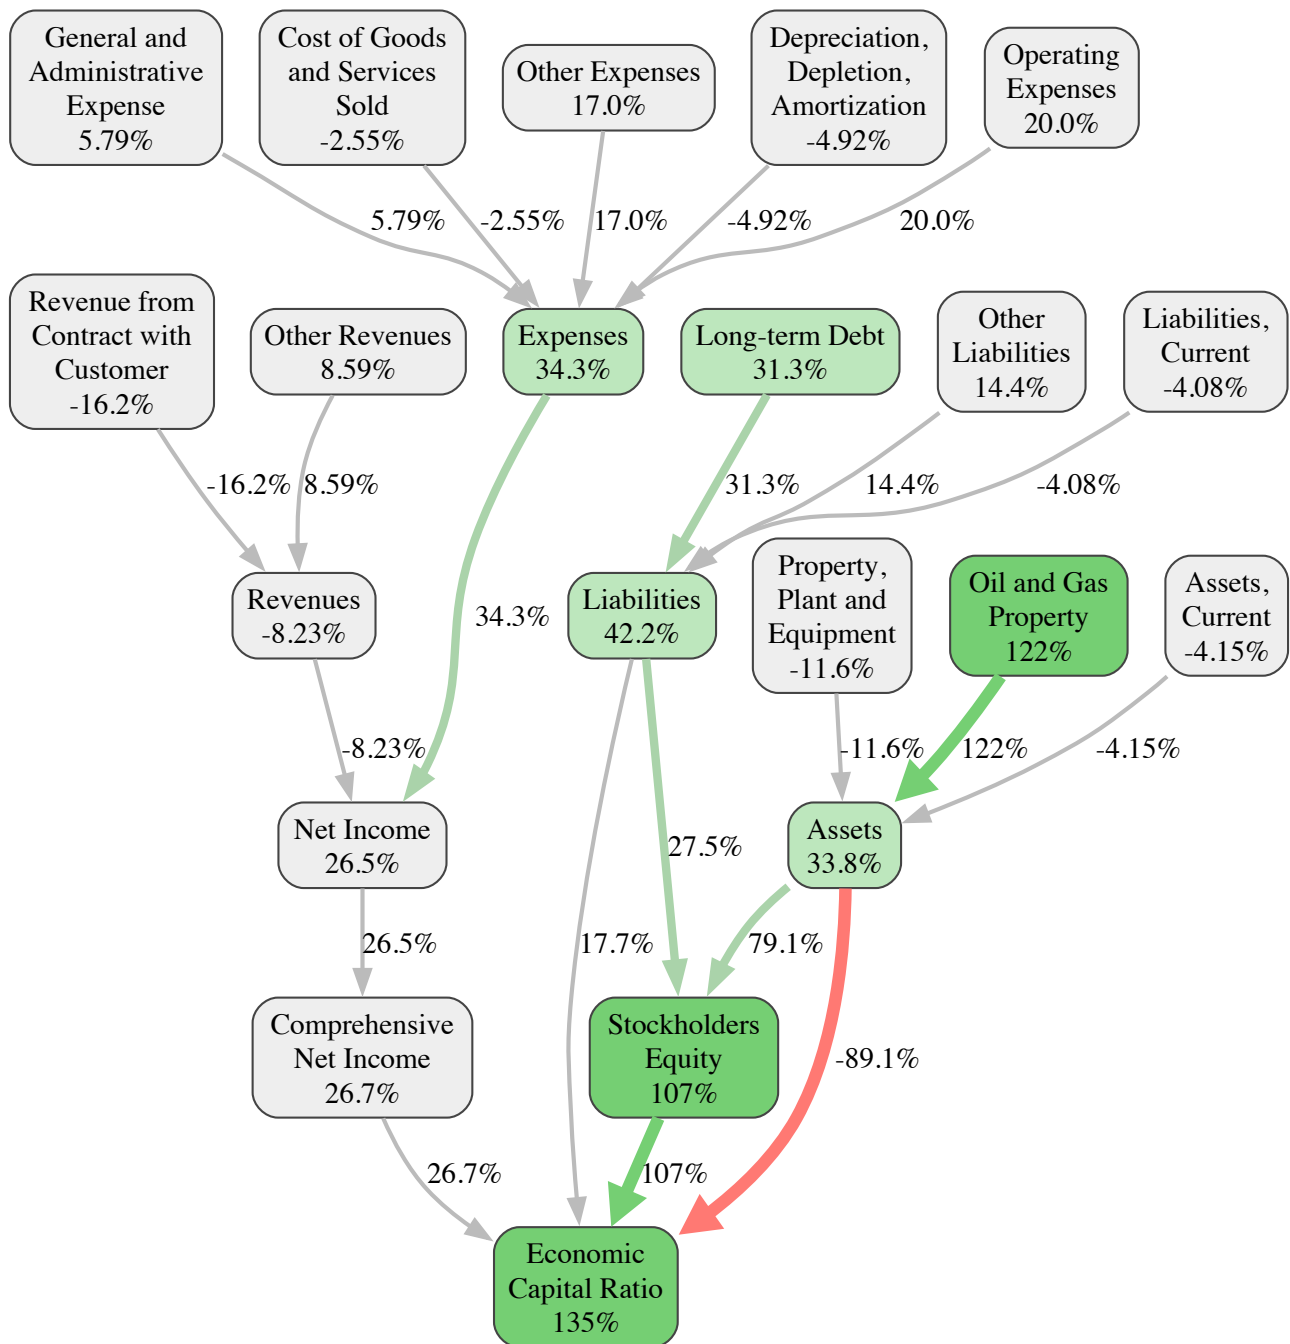 General and
Administrative
Expense
5.79%
Cost of Goods
and Services
Sold
-2.55%
Other Expenses
17.0%
Depreciation,
Depletion,
Amortization
-4.92%
Operating
Expenses
20.0%
5.79%
-2.55%
17.0%
-4.92%
20.0%
Revenue from
Contract with
Customer
-16.2%
Other Revenues
8.59%
Expenses
34.3%
Long-term Debt
31.3%
Other
Liabilities
14.4%
Liabilities,
Current
-4.08%
-16.2%
8.59%
31.3%
14.4%
-4.08%
Revenues
-8.23%
34.3%
Liabilities
42.2%
Property,
Plant and
Equipment
-11.6%
Oil and Gas
Property
122%
Assets,
Current
-4.15%
-8.23%
-11.6%
122%
-4.15%
Net Income
26.5%
27.5%
Assets
33.8%
26.5%
17.7%
79.1%
Comprehensive
Net Income
26.7%
Stockholders
Equity
107%
-89.1%
26.7%
107%
Economic
Capital Ratio
135%